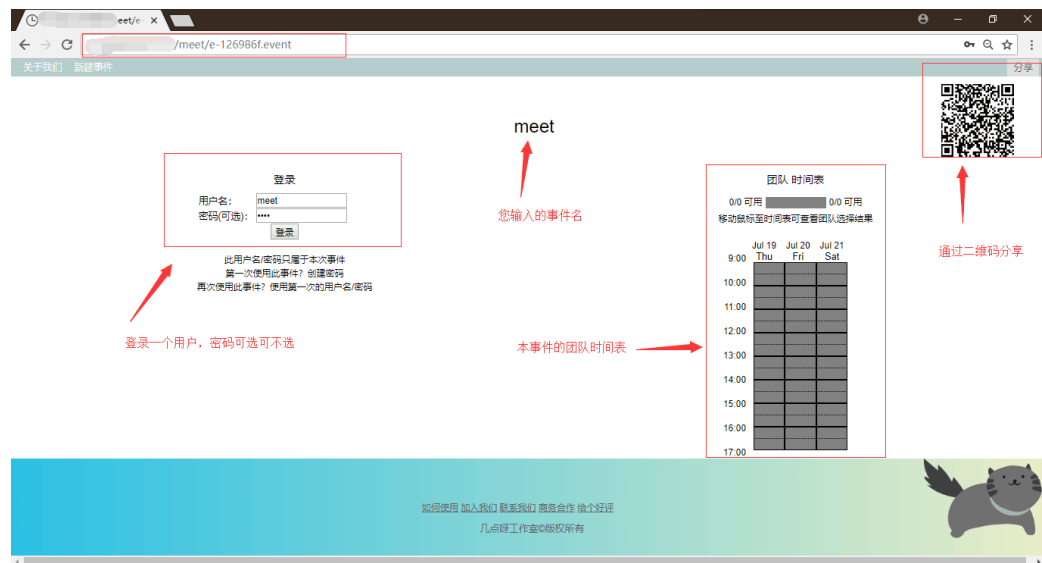 eet/e
/meet/e-126986f.event
关于我们 新建事件
分享
meet
登录
用户名: meet
密码(可选): ••••
登录
此用户名/密码只属于本次事件
第一次使用此事件？创建密码
再次使用此事件？使用第一次的用户名/密码
登录一个用户，密码可选可不选
您输入的事件名
团队 时间表
0/0 可用 0/0 可用
移动鼠标至时间表可查看团队选择结果
Jul 19 Jul 20 Jul 21
Thu Fri Sat
9:00
10:00
11:00
12:00
13:00
14:00
15:00
16:00
17:00
本事件的团队时间表
通过二维码分享
如何使用 加入我们 联系我们 商务合作 给个好评
几点呀工作室©版权所有